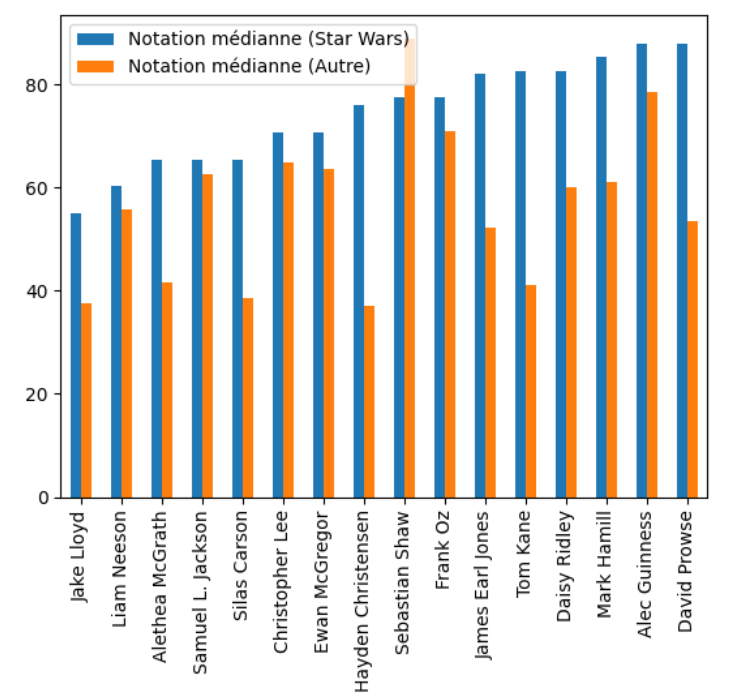 Notation médianne (Star Wars)
Notation médianne (Autre)
80
60
40
20
0
Jake Lloyd
Liam Neeson
Alethea McGrath
Samuel L. Jackson
Silas Carson
Christopher Lee
Ewan McGregor
Hayden Christensen
Sebastian Shaw
Frank Oz
James Earl Jones
Tom Kane
Daisy Ridley
Mark Hamill
Alec Guinness
David Prowse